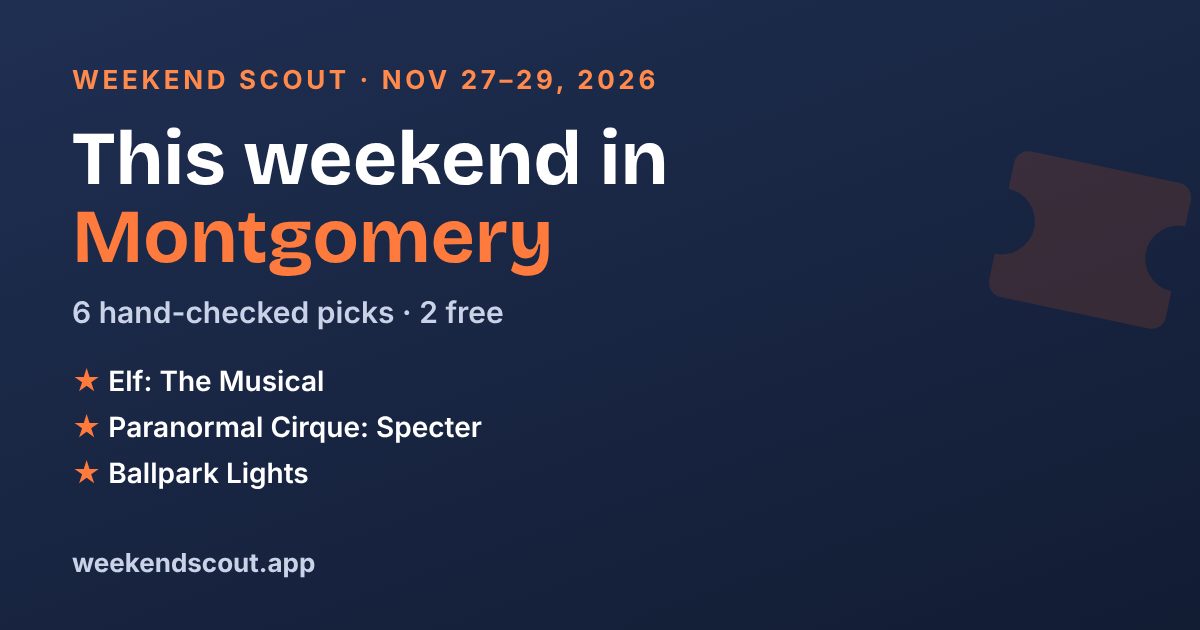 WEEKEND SCOUT · NOV 27–29, 2026
This weekend in
Montgomery
6 hand-checked picks · 2 free
★ Elf: The Musical
★ Paranormal Cirque: Specter
★ Ballpark Lights
weekendscout.app